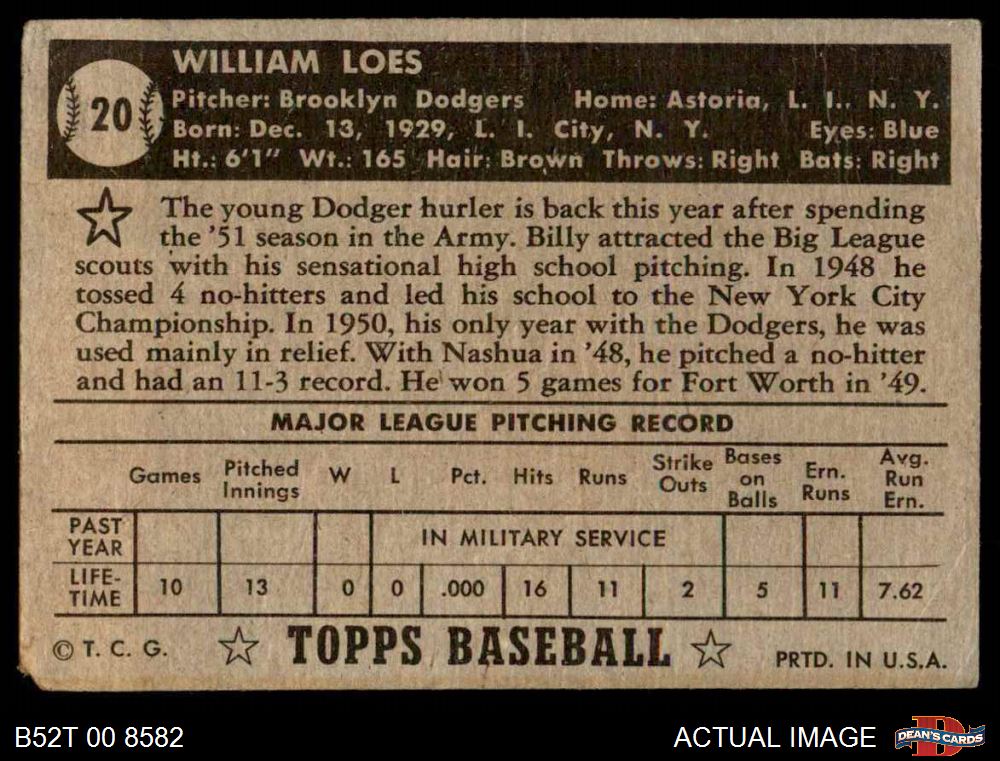 20
WILLIAM LOES
Pitcher: Brooklyn Dodgers Home: Astoria, L. I., N. Y.
Born: Dec. 13, 1929, L. I. City, N. Y. Eyes: Blue
Ht.: 6'1" Wt.: 165 Hair: Brown Throws: Right Bats: Right
The young Dodger hurler is back this year after spending
the '51 season in the Army. Billy attracted the Big League
scouts with his sensational high school pitching. In 1948 he
tossed 4 no-hitters and led his school to the New York City
Championship. In 1950, his only year with the Dodgers, he was
used mainly in relief. With Nashua in '48, he pitched a no-hitter
and had an 11-3 record. He won 5 games for Fort Worth in '49.
MAJOR LEAGUE PITCHING RECORD
Games Pitched Innings W L Pct. Hits Runs Strike Outs Bases on Balls Ern. Runs Avg. Run Ern.
PAST YEAR IN MILITARY SERVICE
LIFE-TIME 10 13 0 0 .000 16 11 2 5 11 7.62
© T. C. G. TOPPS BASEBALL PRTD. IN U.S.A.
B52T 00 8582 ACTUAL IMAGE D DEAN'S CARDS